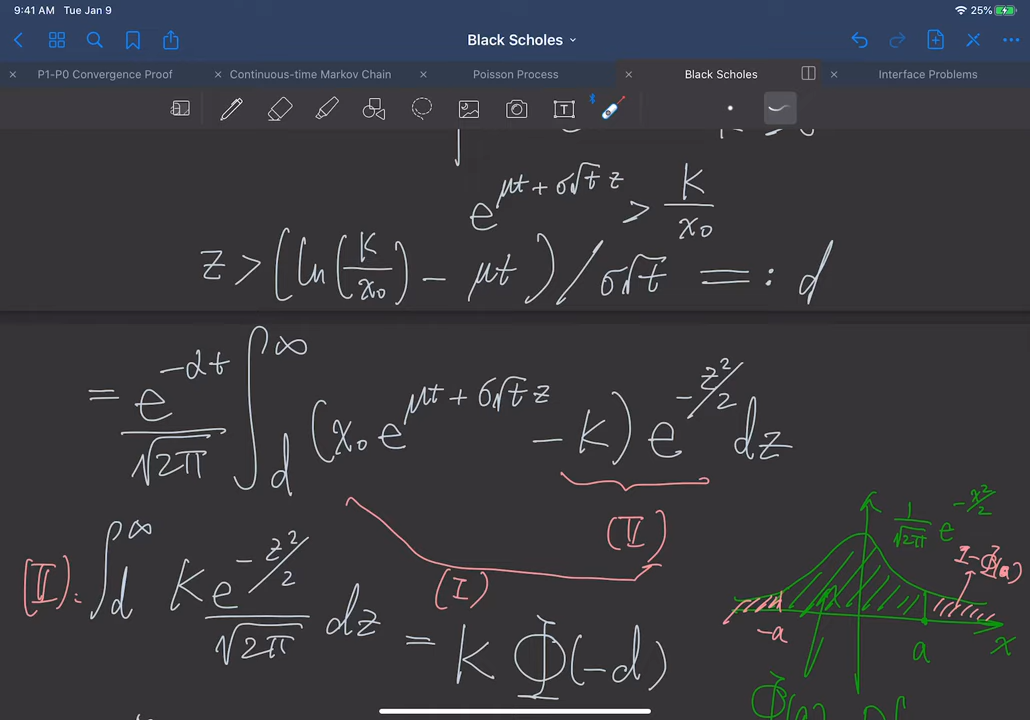 9:41 AM Tue Jan 9
25%
Black Scholes
P1-P0 Convergence Proof
Continuous-time Markov Chain
Poisson Process
Black Scholes
Interface Problems
e^{μt + σ√t z} > K/x₀
z > (ln(K/x₀) - μt)/σ√t =: d
= e^{-αt}/√2π ∫_d^∞ (x₀ e^{μt + σ√t z} - K) e^{-z²/2} dz
(I)
(II)
1/√2π e^{-x²/2}
1-Φ(a)
-a
a
x
(II): ∫_d^∞ K e^{-z²/2}/√2π dz = K Φ(-d)